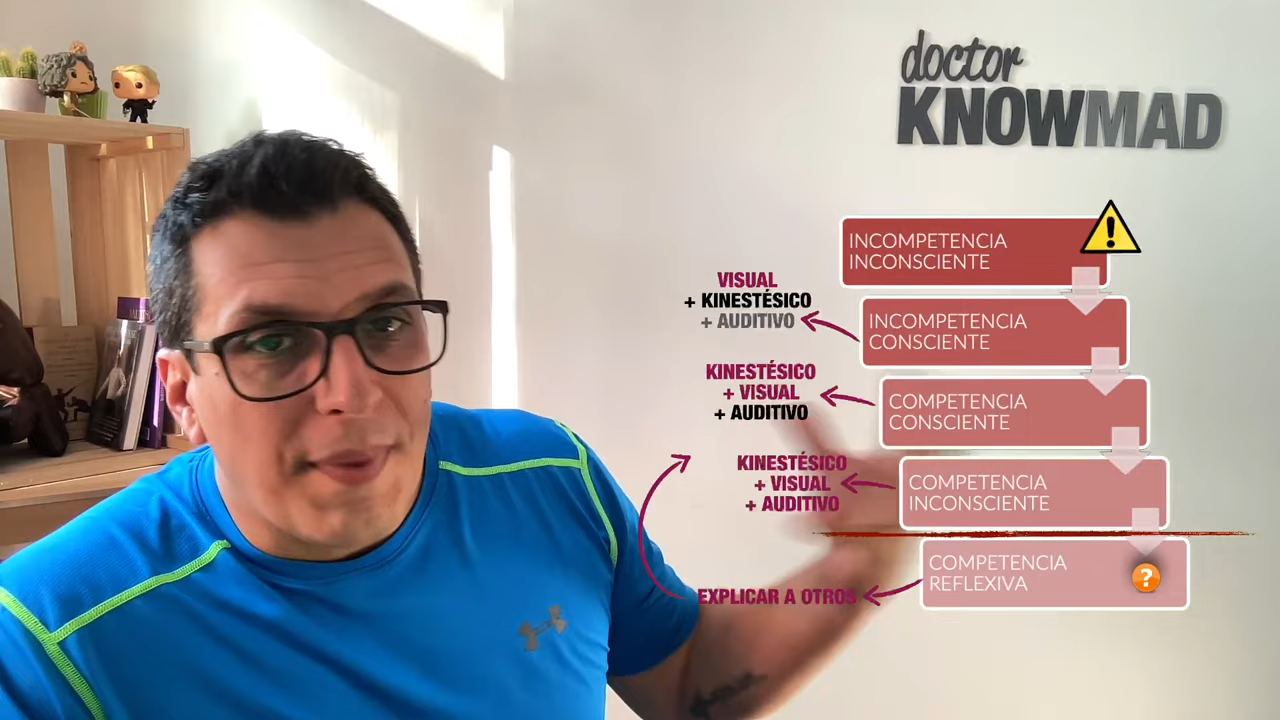 doctor
KNOWMAD
INCOMPETENCIA
INCONSCIENTE
VISUAL
+ KINESTÉSICO
+ AUDITIVO
INCOMPETENCIA
CONSCIENTE
KINESTÉSICO
+ VISUAL
+ AUDITIVO
COMPETENCIA
CONSCIENTE
KINESTÉSICO
+ VISUAL
+ AUDITIVO
COMPETENCIA
INCONSCIENTE
EXPLICAR A OTROS
COMPETENCIA
REFLEXIVA
?